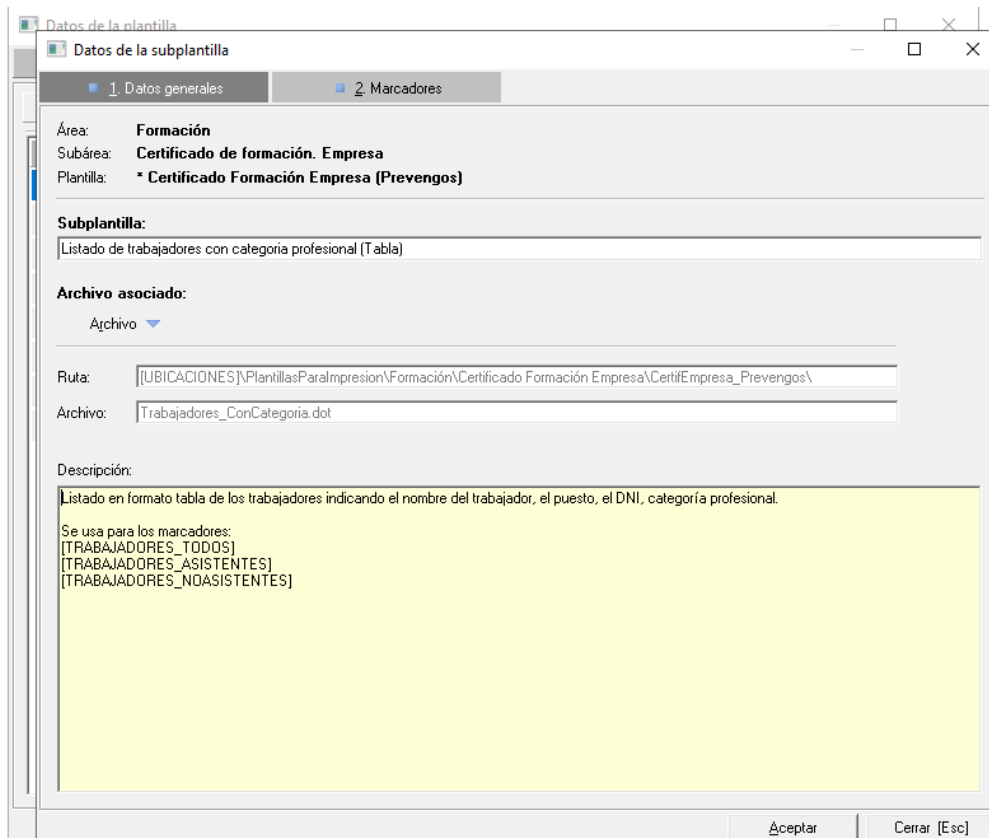 Datos de la plantilla
Datos de la subplantilla
1. Datos generales
2. Marcadores
Área: Formación
Subárea: Certificado de formación. Empresa
Plantilla: * Certificado Formación Empresa (Prevengos)
Subplantilla:
Listado de trabajadores con categoria profesional (Tabla)
Archivo asociado:
Archivo
Ruta: [UBICACIONES]\PlantillasParaImpresion\Formación\Certificado Formación Empresa\CertifEmpresa_Prevengos\
Archivo: Trabajadores_ConCategoria.dot
Descripción:
Listado en formato tabla de los trabajadores indicando el nombre del trabajador, el puesto, el DNI, categoría profesional.
Se usa para los marcadores:
[TRABAJADORES_TODOS]
[TRABAJADORES_ASISTENTES]
[TRABAJADORES_NOASISTENTES]
Aceptar
Cerrar [Esc]